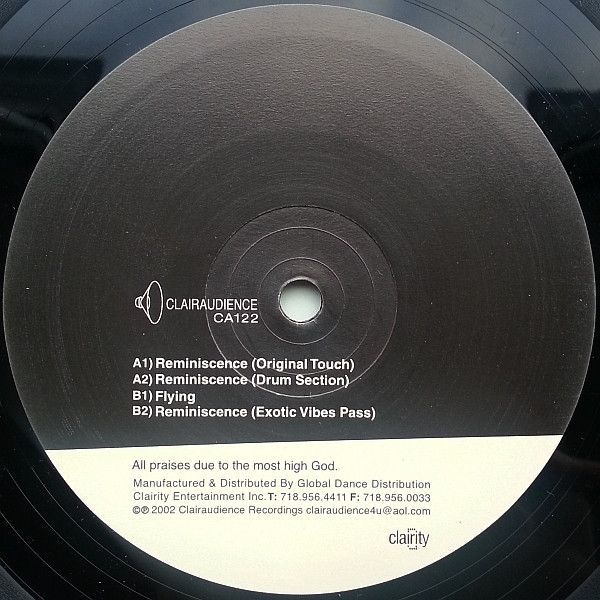 CLAIRAUDIENCE
CA122
A1) Reminiscence (Original Touch)
A2) Reminiscence (Drum Section)
B1) Flying
B2) Reminiscence (Exotic Vibes Pass)
All praises due to the most high God.
Manufactured & Distributed By Global Dance Distribution
Clairity Entertainment Inc. T: 718.956.4411 F: 718.956.0033
©℗ 2002 Clairaudience Recordings clairaudience4u@aol.com
clairity